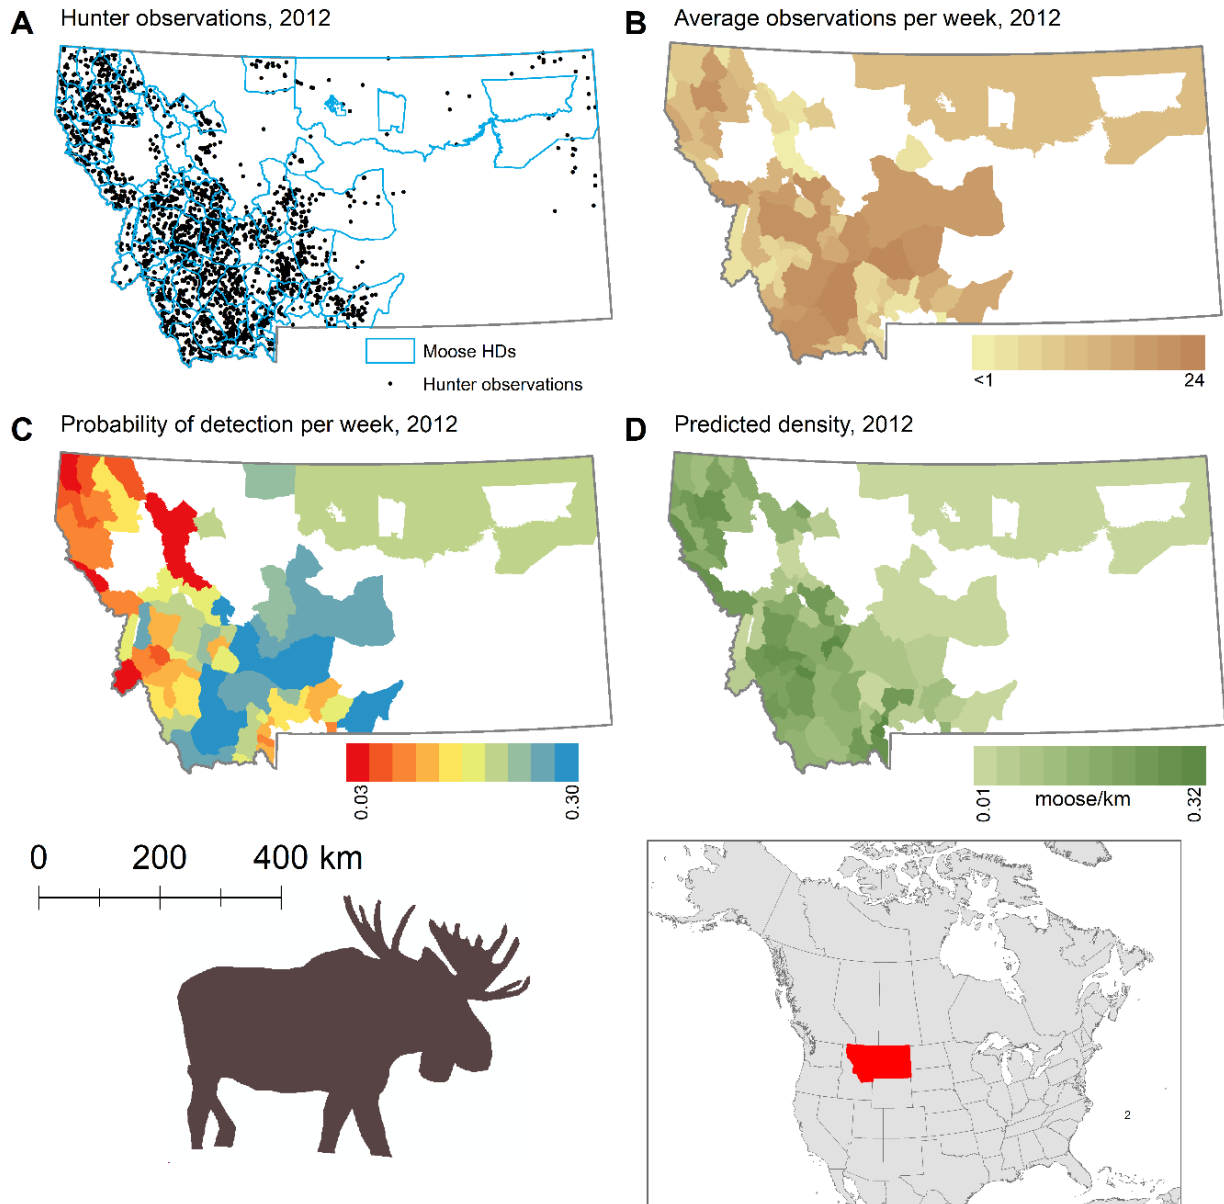 A Hunter observations, 2012
B Average observations per week, 2012
Moose HDs
Hunter observations
<1 24
C Probability of detection per week, 2012
D Predicted density, 2012
0.03 0.30
0.01 moose/km 0.32
0 200 400 km
2